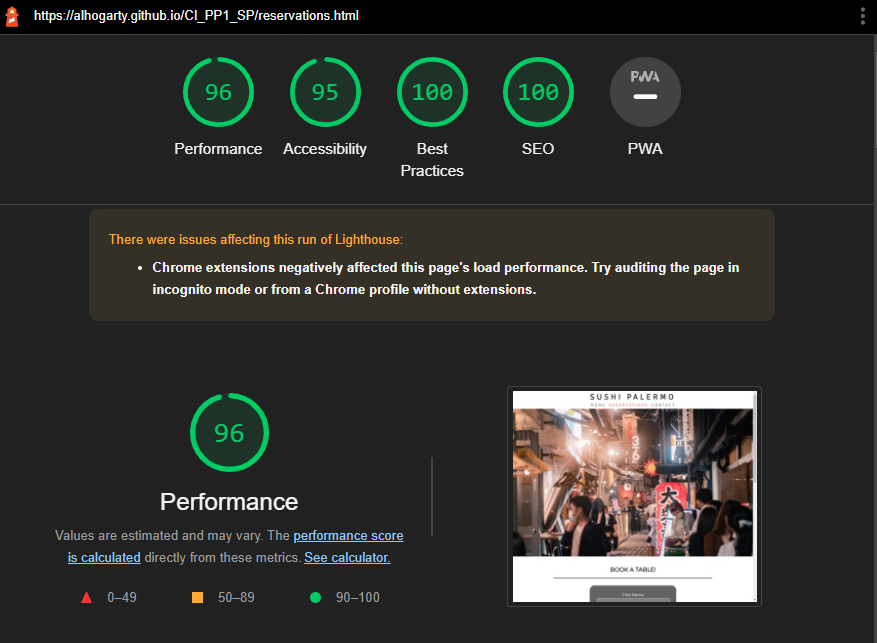 https://alhogarty.github.io/CI_PP1_SP/reservations.html
96
95
100
100
PWA
Performance
Accessibility
Best
Practices
SEO
PWA
There were issues affecting this run of Lighthouse:
• Chrome extensions negatively affected this page's load performance. Try auditing the page in
incognito mode or from a Chrome profile without extensions.
96
Performance
Values are estimated and may vary. The performance score
is calculated directly from these metrics. See calculator.
0–49
50–89
90–100
SUSHI PALERMO
MENU RESERVATIONS CONTACT
BOOK A TABLE!
First Name